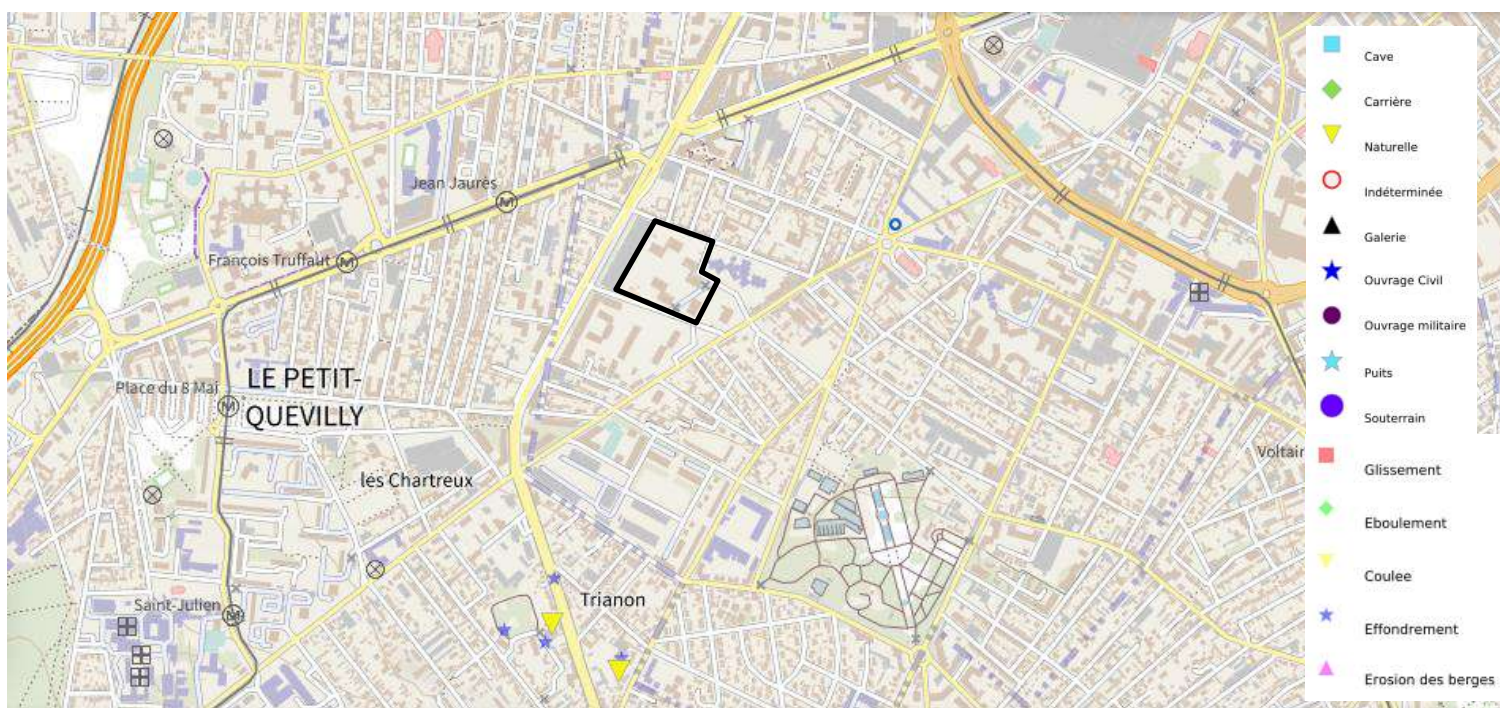 Jean Jaurès
François Truffaut
Place du 8 Mai
LE PETIT-
QUEVILLY
les Chartreux
Voltair
Trianon
Saint-Julien
Cave
Carrière
Naturelle
Indéterminée
Galerie
Ouvrage Civil
Ouvrage militaire
Puits
Souterrain
Glissement
Eboulement
Coulee
Effondrement
Erosion des berges